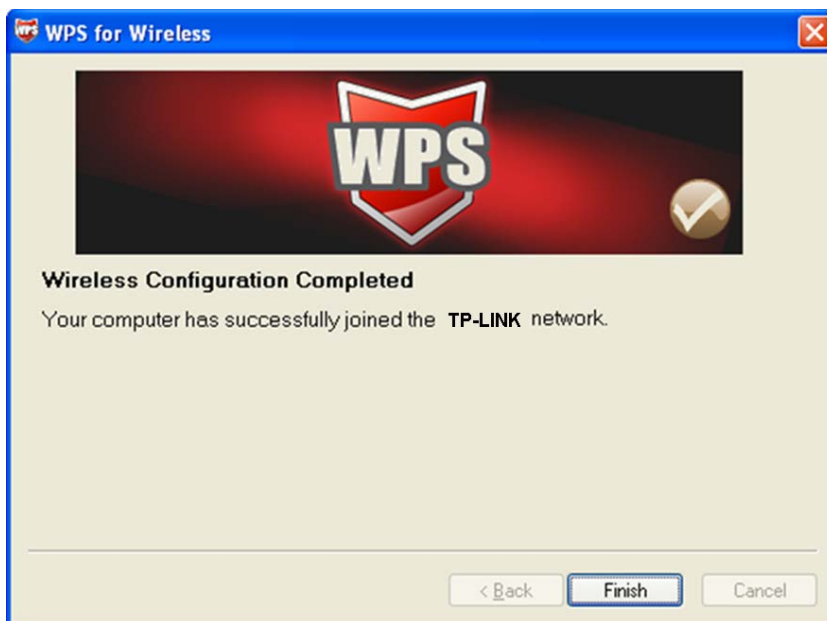 WPS for Wireless
WPS
Wireless Configuration Completed
Your computer has successfully joined the TP-LINK network.
< Back Finish Cancel